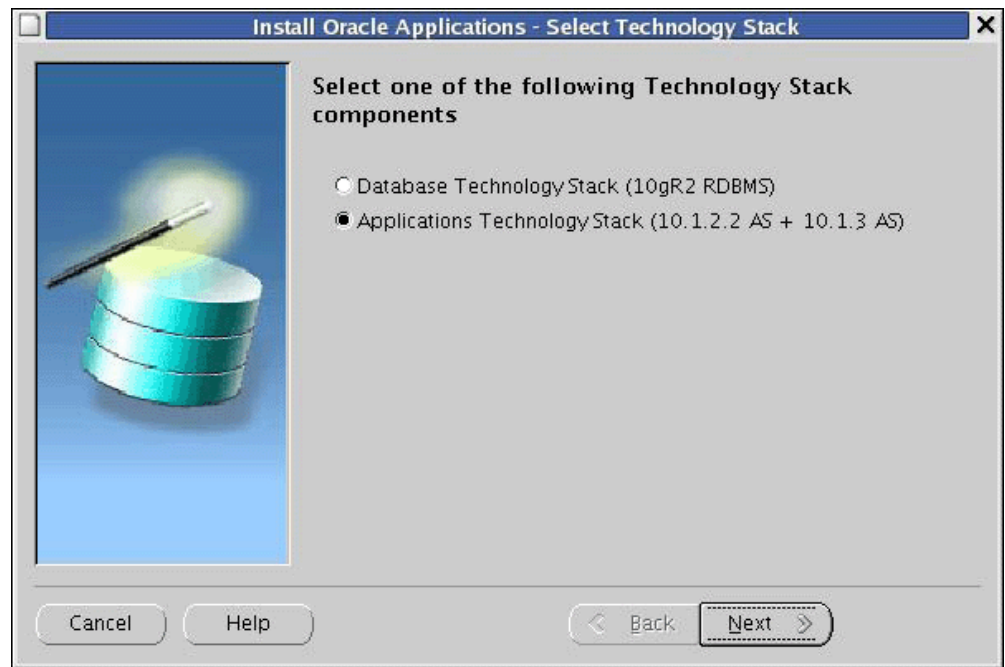 Install Oracle Applications - Select Technology Stack
Select one of the following Technology Stack
components
Database Technology Stack (10gR2 RDBMS)
Applications Technology Stack (10.1.2.2 AS + 10.1.3 AS)
Cancel
Help
Back
Next